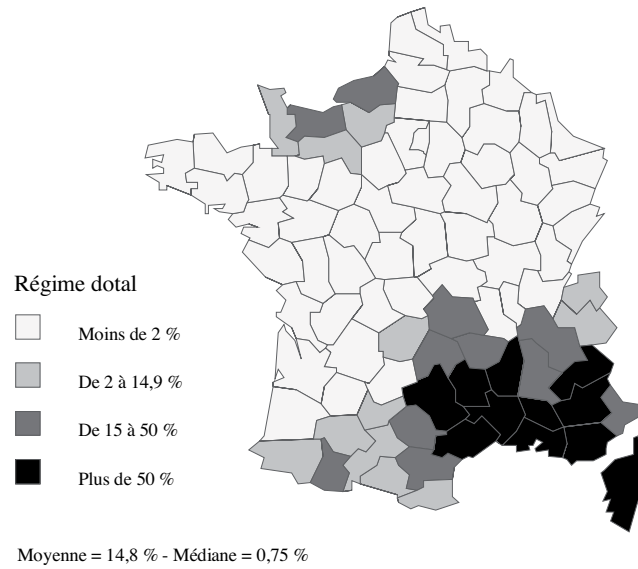 Régime dotal
Moins de 2 %
De 2 à 14,9 %
De 15 à 50 %
Plus de 50 %
Moyenne = 14,8 % - Médiane = 0,75 %